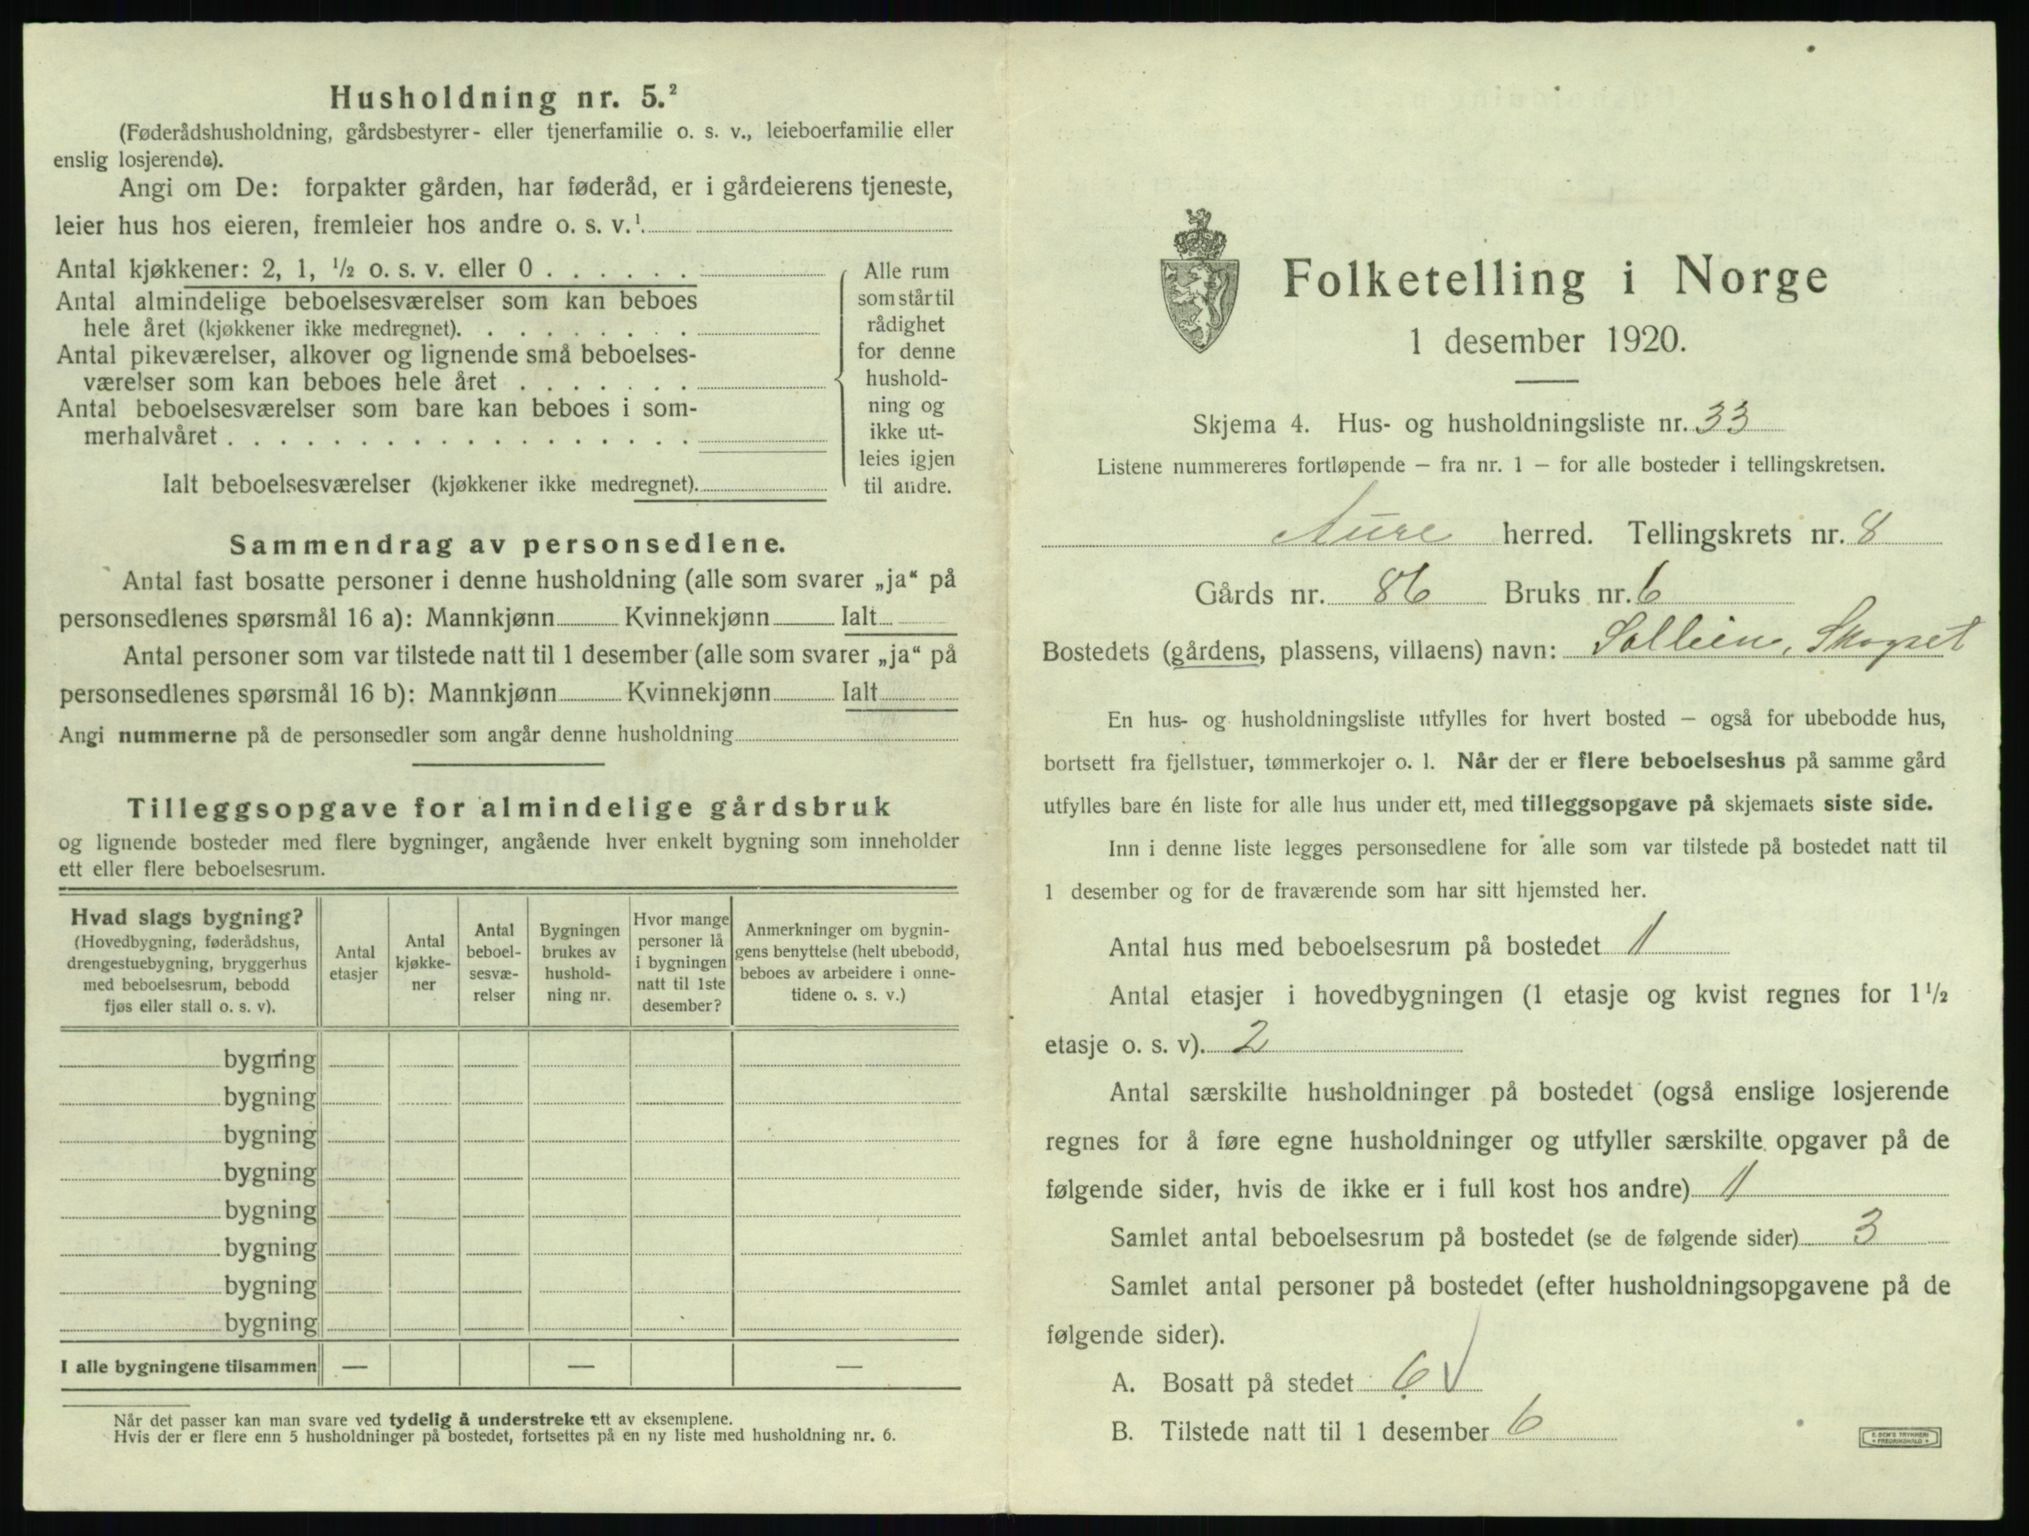 Husholdning nr. 5.²
(Føderådshusholdning, gårdsbestyrer- eller tjenerfamilie o. s. v., leieboerfamilie eller
enslig losjerende).
Angi om De: forpakter gården, har føderåd, er i gårdeierens tjeneste,
leier hus hos eieren, fremleier hos andre o. s. v.¹
Antal kjøkkener: 2, 1, ½ o. s. v. eller 0 . . . . . .
Antal almindelige beboelsesværelser som kan beboes
hele året (kjøkkener ikke medregnet). . . . . . . . .
Antal pikeværelser, alkover og lignende små beboelses-
værelser som kan beboes hele året . . . . . . .
Antal beboelsesværelser som bare kan beboes i som-
merhalvåret . . . . . . . . . . . . . . . . . .
Ialt beboelsesværelser (kjøkkener ikke medregnet).
Alle rum
som står til
rådighet
for denne
hushold-
ning og
ikke ut-
leies igjen
til andre.
Sammendrag av personsedlene.
Antal fast bosatte personer i denne husholdning (alle som svarer „ja“ på
personsedlenes spørsmål 16 a): Mannkjønn Kvinnekjønn Ialt
Antal personer som var tilstede natt til 1 desember (alle som svarer „ja“ på
personsedlenes spørsmål 16 b): Mannkjønn Kvinnekjønn Ialt
Angi nummerne på de personsedler som angår denne husholdning
Tilleggsopgave for almindelige gårdsbruk
og lignende bosteder med flere bygninger, angående hver enkelt bygning som inneholder
ett eller flere beboelsesrum.
Hvad slags bygning?
(Hovedbygning, føderådshus,
drengestuebygning, bryggerhus
med beboelsesrum, bebodd
fjøs eller stall o. s. v).
Antal
etasjer
Antal
kjøkke-
ner
Antal
beboel-
sesvæ-
relser
Bygningen
brukes av
hushold-
ning nr.
Hvor mange
personer lå
i bygningen
natt til 1ste
desember?
Anmerkninger om bygnin-
gens benyttelse (helt ubebodd,
beboes av arbeidere i onne-
tidene o. s. v.)
bygning
bygning
bygning
bygning
bygning
bygning
bygning
bygning
I alle bygningene tilsammen — — —
Når det passer kan man svare ved tydelig å understreke ett av eksemplene.
Hvis der er flere enn 5 husholdninger på bostedet, fortsettes på en ny liste med husholdning nr. 6.
Folketelling i Norge
1 desember 1920.
Skjema 4. Hus- og husholdningsliste nr. 33
Listene nummereres fortløpende – fra nr. 1 – for alle bosteder i tellingskretsen.
Aure herred. Tellingskrets nr. 8
Gårds nr. 86 Bruks nr. 6
Bostedets (gårdens, plassens, villaens) navn: Sollien, Skogset
En hus- og husholdningsliste utfylles for hvert bosted – også for ubebodde hus,
bortsett fra fjellstuer, tømmerkojer o. l. Når der er flere beboelseshus på samme gård
utfylles bare én liste for alle hus under ett, med tilleggsopgave på skjemaets siste side.
Inn i denne liste legges personsedlene for alle som var tilstede på bostedet natt til
1 desember og for de fraværende som har sitt hjemsted her.
Antal hus med beboelsesrum på bostedet 1
Antal etasjer i hovedbygningen (1 etasje og kvist regnes for 1½
etasje o. s. v). 2
Antal særskilte husholdninger på bostedet (også enslige losjerende
regnes for å føre egne husholdninger og utfyller særskilte opgaver på de
følgende sider, hvis de ikke er i full kost hos andre) 1
Samlet antal beboelsesrum på bostedet (se de følgende sider) 3
Samlet antal personer på bostedet (efter husholdningsopgavene på de
følgende sider).
A. Bosatt på stedet 6 √
B. Tilstede natt til 1 desember 6